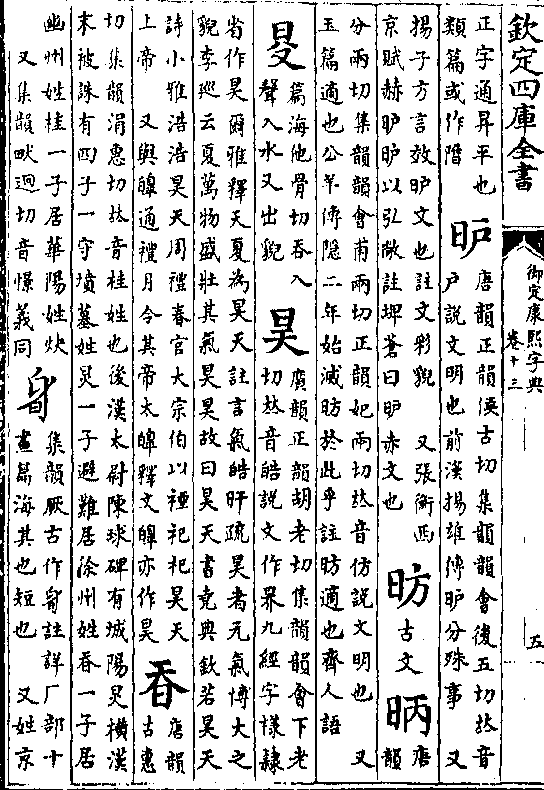 欽定四庫全書
御定康熙字典
卷十三
五
正字通昇平也
類篇或作
昈
唐韻正韻侯古切集韻韻會後五切𠀤音
戶說文明也前漢揚雄傳昈分殊事 又
揚子方言效昈文也註文彩貌 又張衡西
京賦赫昈昈以弘敞註埤蒼曰昈赤文也
昉
古文
昞
唐
韻
分兩切集韻韻會甫兩切正韻妃兩切𠀤音仿說文明也 又
玉篇適也公羊傳隱二年始滅昉於此乎註昉適也齊人語
篇海他骨切吞入
聲入水又出貌
昊
廣韻正韻胡老切集韻韻會下老
切𠀤音皓說文作昦九經字樣隸
省作昊爾雅釋天夏為昊天註言氣皓旰疏昊者元氣博大之
貌李巡云夏萬物盛壯其氣昊昊故曰昊天書堯典欽若昊天
詩小雅浩浩昊天周禮春官大宗伯以禋祀祀昊天
上帝 又與皥通禮月令其帝太皥釋文皥亦作昊
昋
唐韻
古惠
切集韻涓惠切𠀤音桂姓也後漢太尉陳球碑有城陽炅橫漢
末被誅有四子一守墳墓姓炅一子避難居徐州姓昋一子居
幽州姓桂一子居華陽姓炔
又集韻畎迥切音憬義同
集韻厥古作註詳厂部十
畫篇海其也短也 又姓京